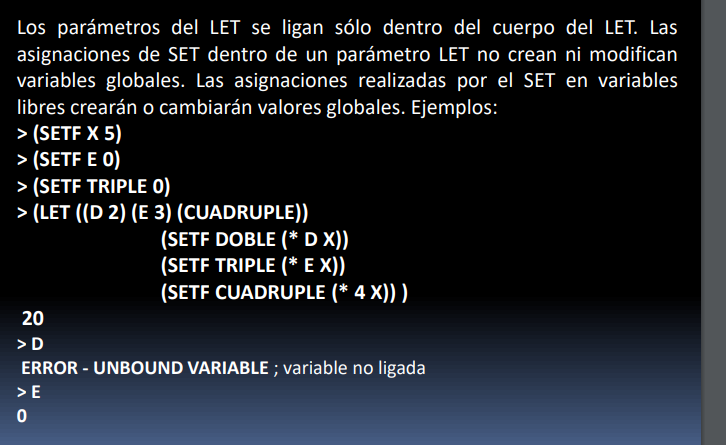 Los parámetros del LET se ligan sólo dentro del cuerpo del LET. Las
asignaciones de SET dentro de un parámetro LET no crean ni modifican
variables globales. Las asignaciones realizadas por el SET en variables
libres crearán o cambiarán valores globales. Ejemplos:
> (SETF X 5)
> (SETF E 0)
> (SETF TRIPLE 0)
> (LET ((D 2) (E 3) (CUADRUPLE))
(SETF DOBLE (* D X))
(SETF TRIPLE (* E X))
(SETF CUADRUPLE (* 4 X)) )
20
> D
ERROR - UNBOUND VARIABLE ; variable no ligada
> E
0